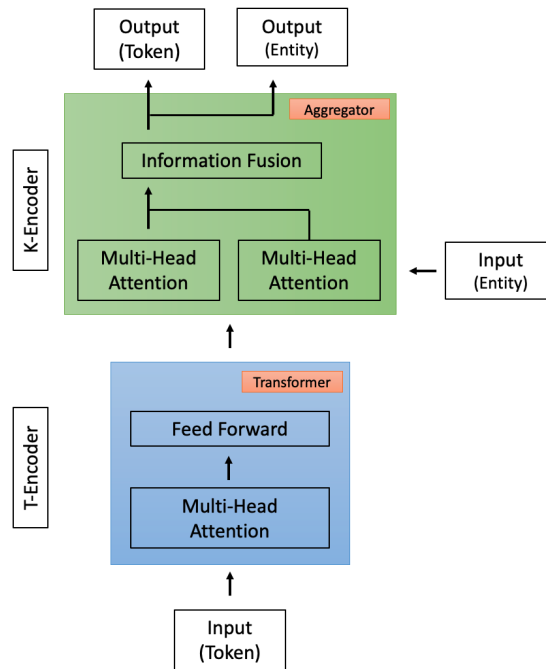 Output
(Token)
Output
(Entity)
Aggregator
Information Fusion
K-Encoder
Multi-Head
Attention
Multi-Head
Attention
Input
(Entity)
Transformer
Feed Forward
T-Encoder
Multi-Head
Attention
Input
(Token)